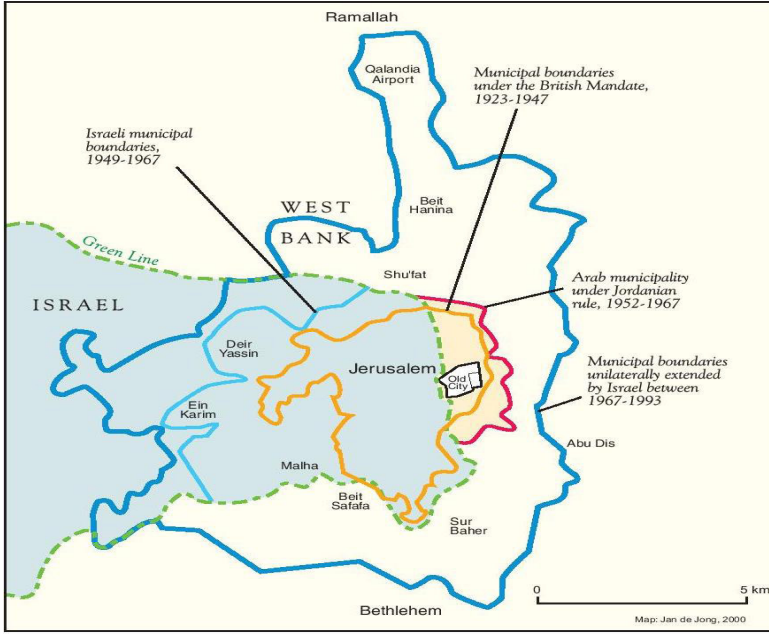 Ramallah
Qalandia
Airport
Municipal boundaries
under the British Mandate,
1923-1947
Israeli municipal
boundaries,
1949-1967
WEST
BANK
Beit
Hanina
Green Line
Shu'fat
Arab municipality
under Jordanian
rule, 1952-1967
ISRAEL
Deir
Yassin
Jerusalem
Old
City
Municipal boundaries
unilaterally extended
by Israel between
1967-1993
Ein
Karim
Abu Dis
Malha
Beit
Safafa
Sur
Baher
0 5 km
Bethlehem
Map: Jan de Jong, 2000